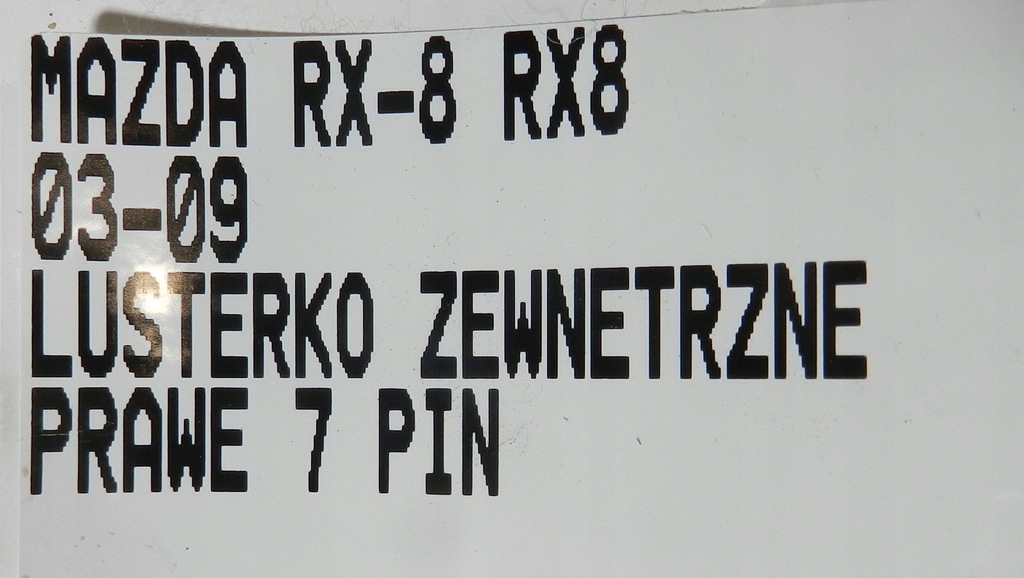 MAZDA RX-8 RX8
03-09
LUSTERKO ZEWNETRZNE
PRAWE 7 PIN